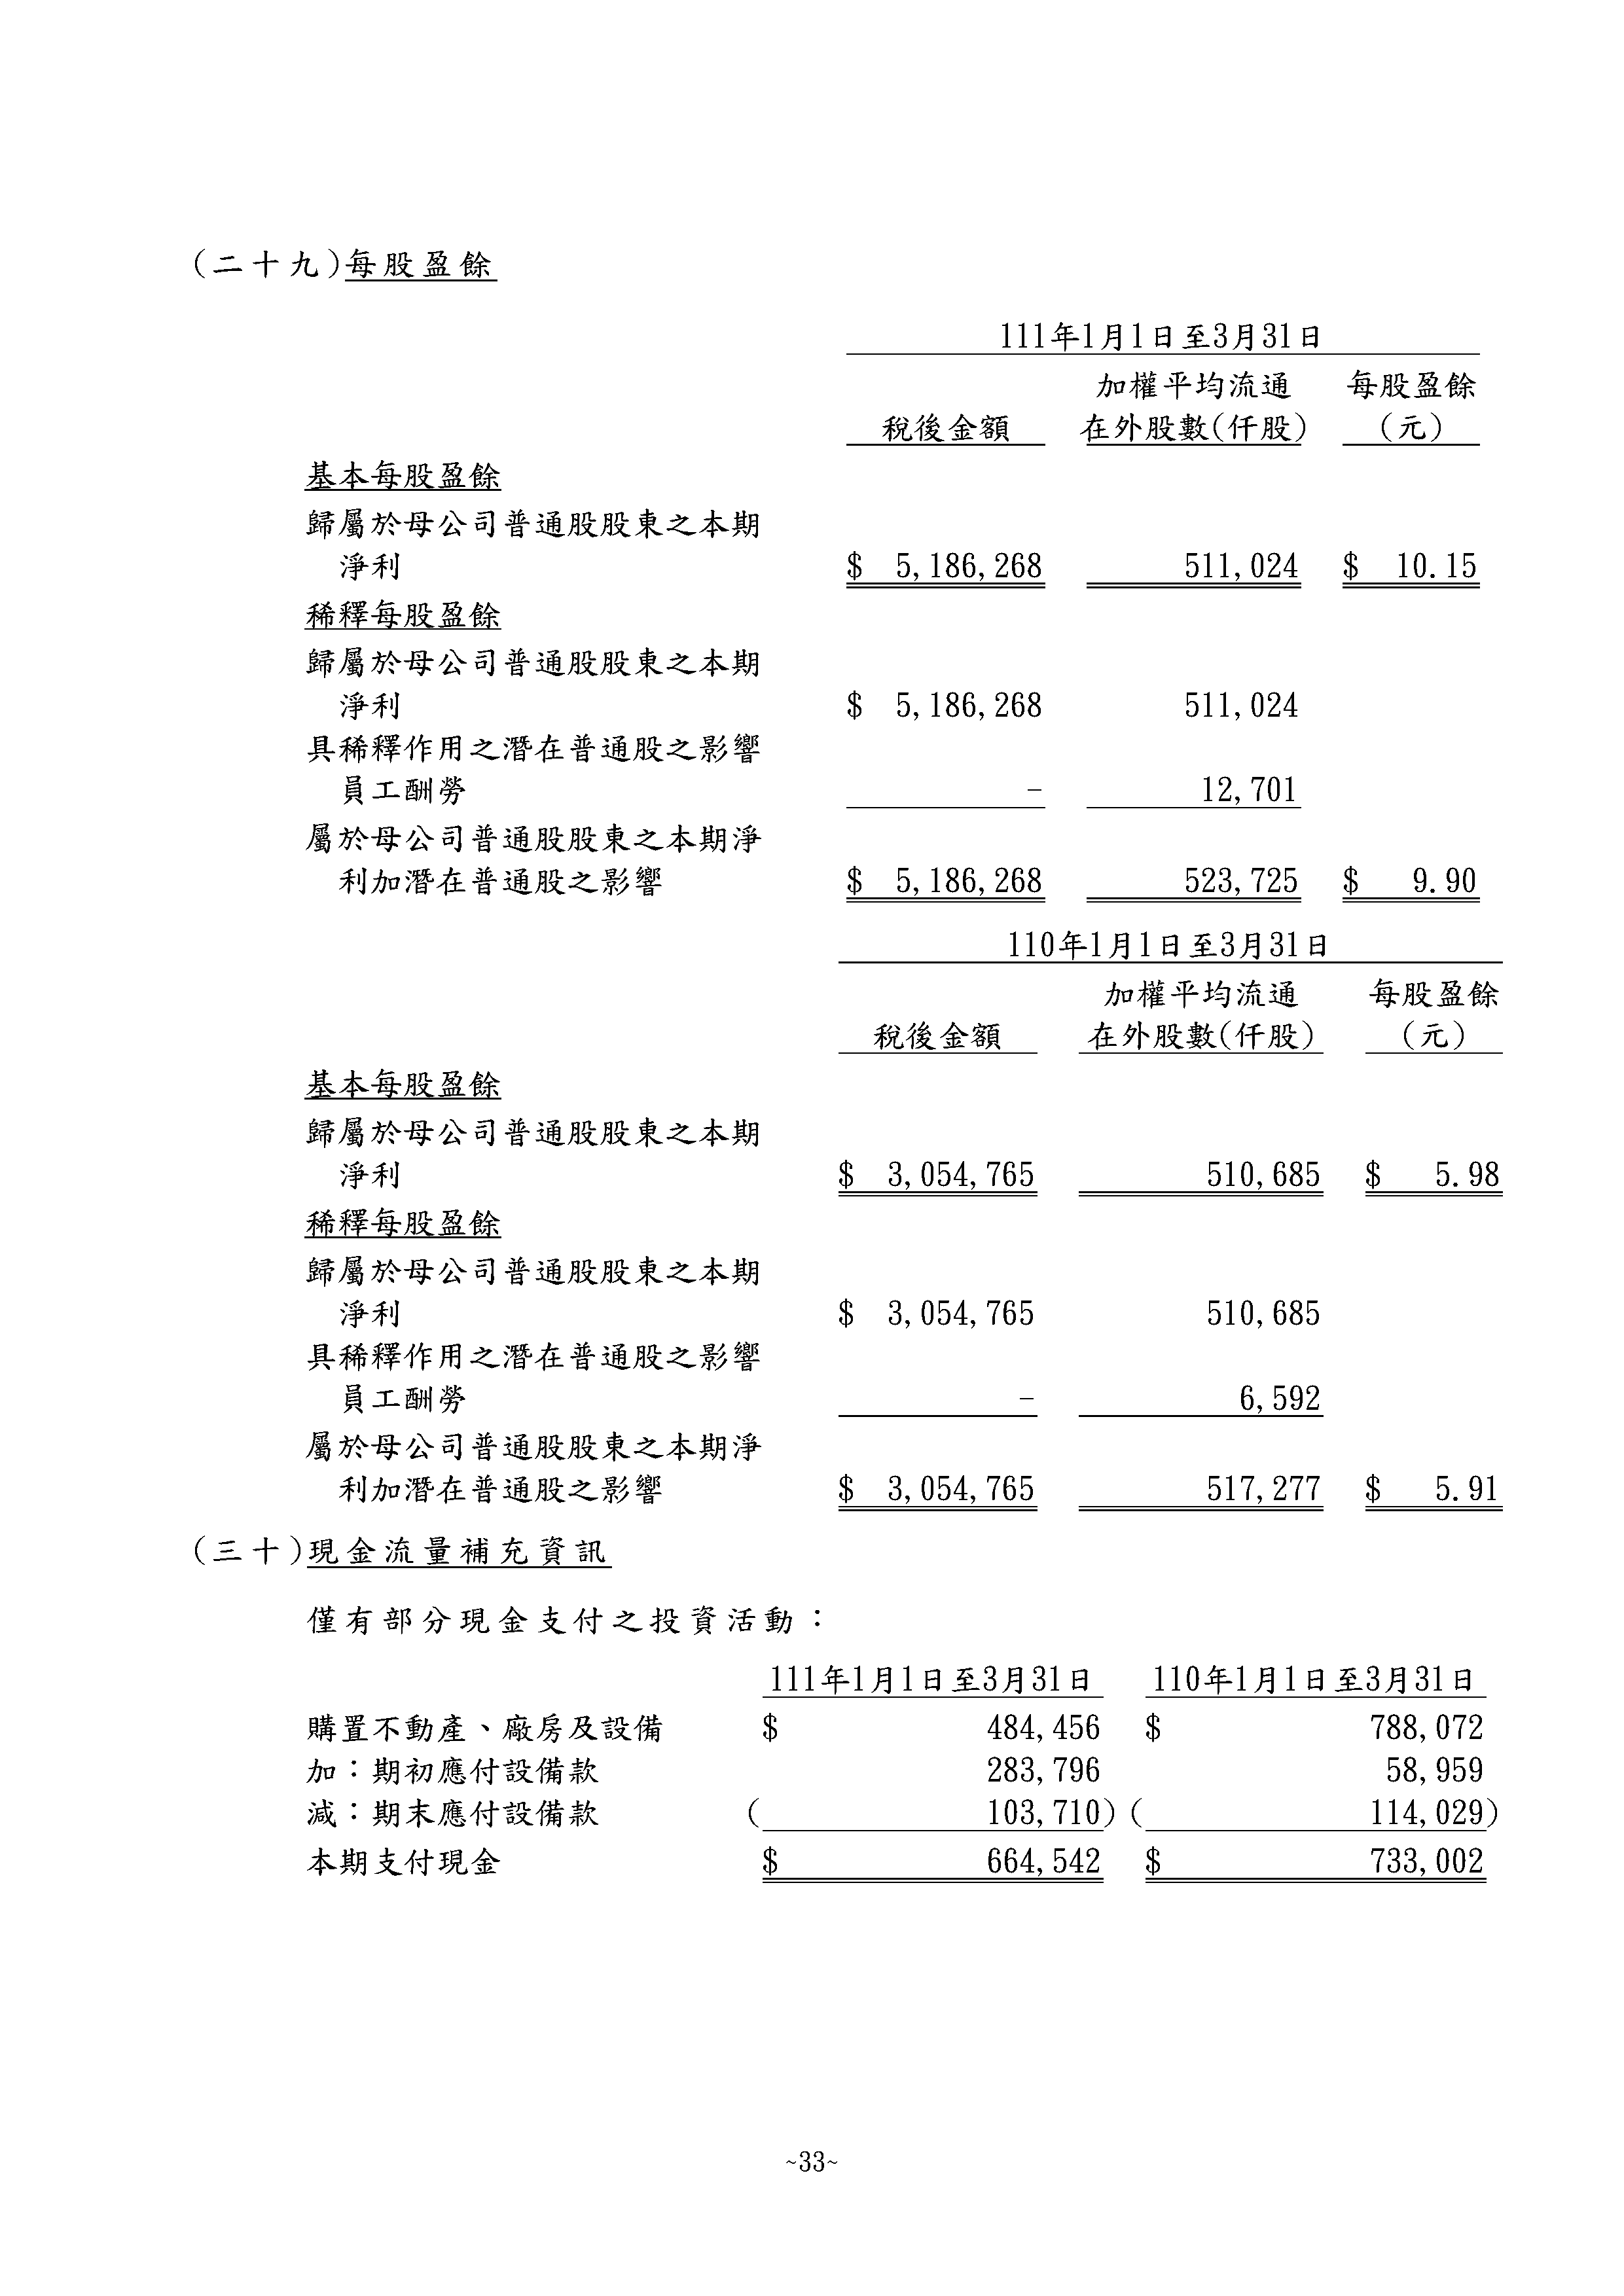 (二十九)每股盈餘
111年1月1日至3月31日
加權平均流通 每股盈餘
稅後金額 在外股數(仟股) (元)
基本每股盈餘
歸屬於母公司普通股股東之本期
淨利 $ 5,186,268 511,024 $ 10.15
稀釋每股盈餘
歸屬於母公司普通股股東之本期
淨利 $ 5,186,268 511,024
具稀釋作用之潛在普通股之影響
員工酬勞 - 12,701
屬於母公司普通股股東之本期淨
利加潛在普通股之影響 $ 5,186,268 523,725 $ 9.90
110年1月1日至3月31日
加權平均流通 每股盈餘
稅後金額 在外股數(仟股) (元)
基本每股盈餘
歸屬於母公司普通股股東之本期
淨利 $ 3,054,765 510,685 $ 5.98
稀釋每股盈餘
歸屬於母公司普通股股東之本期
淨利 $ 3,054,765 510,685
具稀釋作用之潛在普通股之影響
員工酬勞 - 6,592
屬於母公司普通股股東之本期淨
利加潛在普通股之影響 $ 3,054,765 517,277 $ 5.91
(三十)現金流量補充資訊
僅有部分現金支付之投資活動：
111年1月1日至3月31日 110年1月1日至3月31日
購置不動產、廠房及設備 $ 484,456 $ 788,072
加：期初應付設備款 283,796 58,959
減：期末應付設備款 ( 103,710) ( 114,029)
本期支付現金 $ 664,542 $ 733,002
~33~